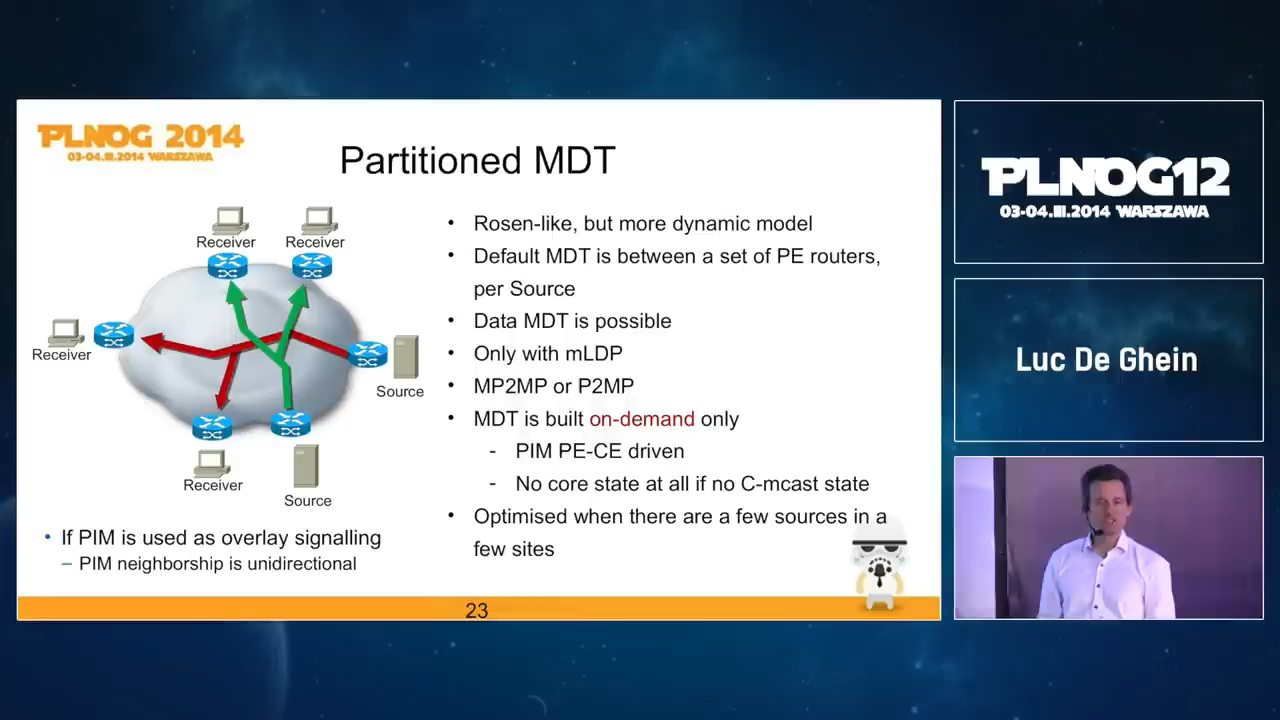 PLNOG 2014
03-04.III.2014 WARSZAWA
Partitioned MDT
Receiver
Receiver
Receiver
Source
Receiver
Source
• If PIM is used as overlay signalling
– PIM neighborship is unidirectional
• Rosen-like, but more dynamic model
• Default MDT is between a set of PE routers,
per Source
• Data MDT is possible
• Only with mLDP
• MP2MP or P2MP
• MDT is built on-demand only
- PIM PE-CE driven
- No core state at all if no C-mcast state
• Optimised when there are a few sources in a
few sites
23
PLNOG12
03-04.III.2014 WARSZAWA
Luc De Ghein